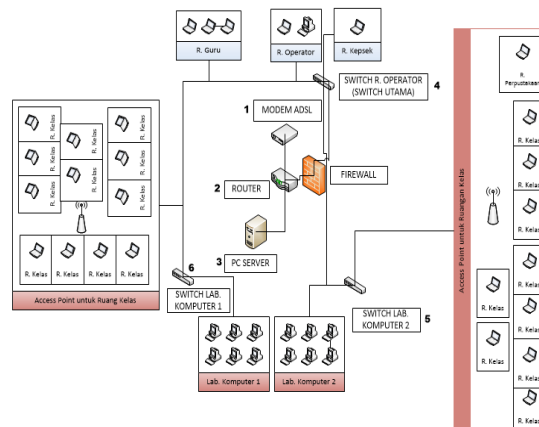 R. Guru
R. Operator
R. Kepsek
SWITCH R. OPERATOR
(SWITCH UTAMA)
4
1
MODEM ADSL
2
ROUTER
FIREWALL
3
PC SERVER
6
SWITCH LAB.
KOMPUTER 1
SWITCH LAB.
KOMPUTER 2
5
Lab. Komputer 1
Lab. Komputer 2
R. Kelas
R. Kelas
R. Kelas
R. Kelas
R. Kelas
R. Kelas
R. Kelas
R. Kelas
R. Kelas
R. Kelas
R. Kelas
R. Kelas
Access Point untuk Ruang Kelas
Access Point untuk Ruangan Kelas
R.
Perpustakaan
R. Kelas
R. Kelas
R. Kelas
R. Kelas
R. Kelas
R. Kelas
R. Kelas
R. Kelas